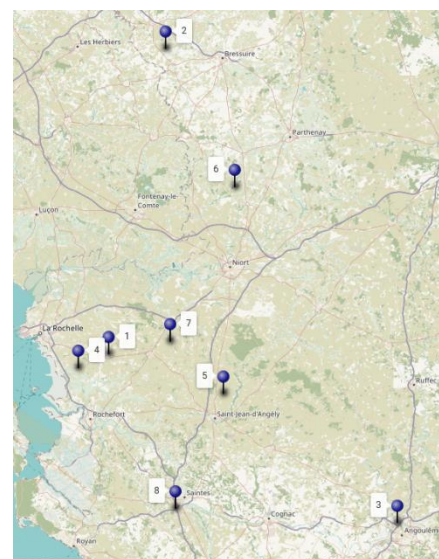 2
Les Herbiers
Bressuire
Parthenay
6
Fontenay-le-
Comte
Luçon
Niort
7
La Rochelle
1
4
5
Ruffec
Rochefort
Saint-Jean-d'Angély
8
Saintes
3
Cognac
Angoulême
Royan